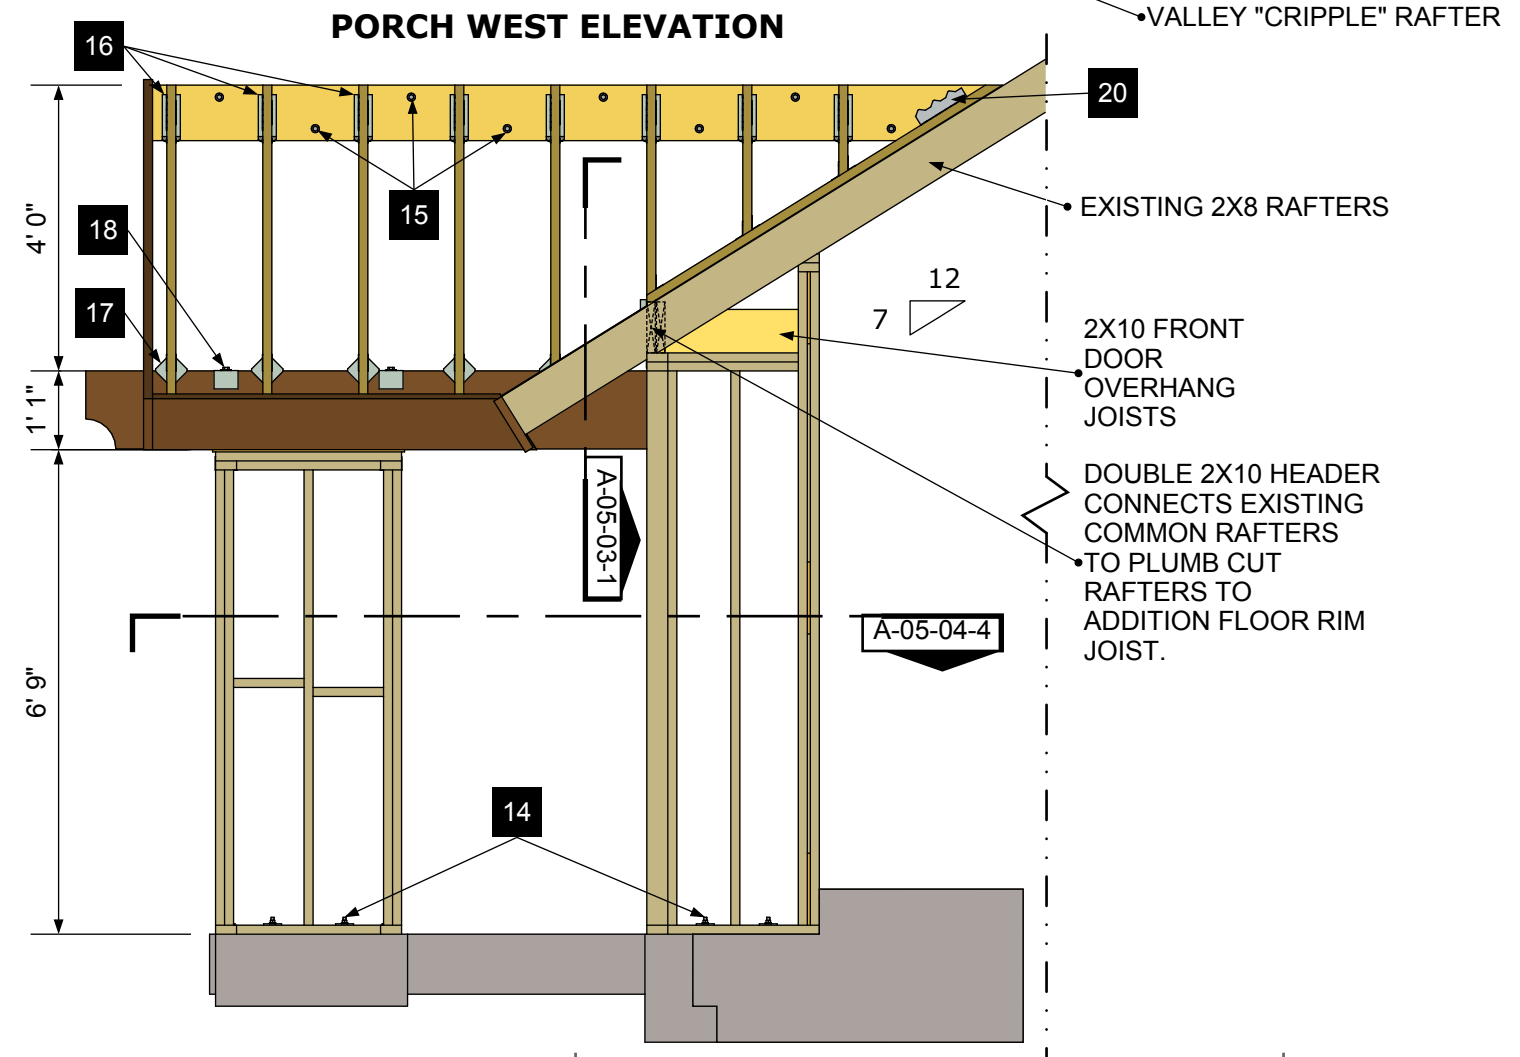 PORCH WEST ELEVATION
VALLEY "CRIPPLE" RAFTER
16
20
15
EXISTING 2X8 RAFTERS
4' 0"
18
17
12
7
2X10 FRONT
DOOR
OVERHANG
JOISTS
1' 1"
DOUBLE 2X10 HEADER
CONNECTS EXISTING
COMMON RAFTERS
TO PLUMB CUT
RAFTERS TO
ADDITION FLOOR RIM
JOIST.
A-05-03-1
A-05-04-4
6' 9"
14